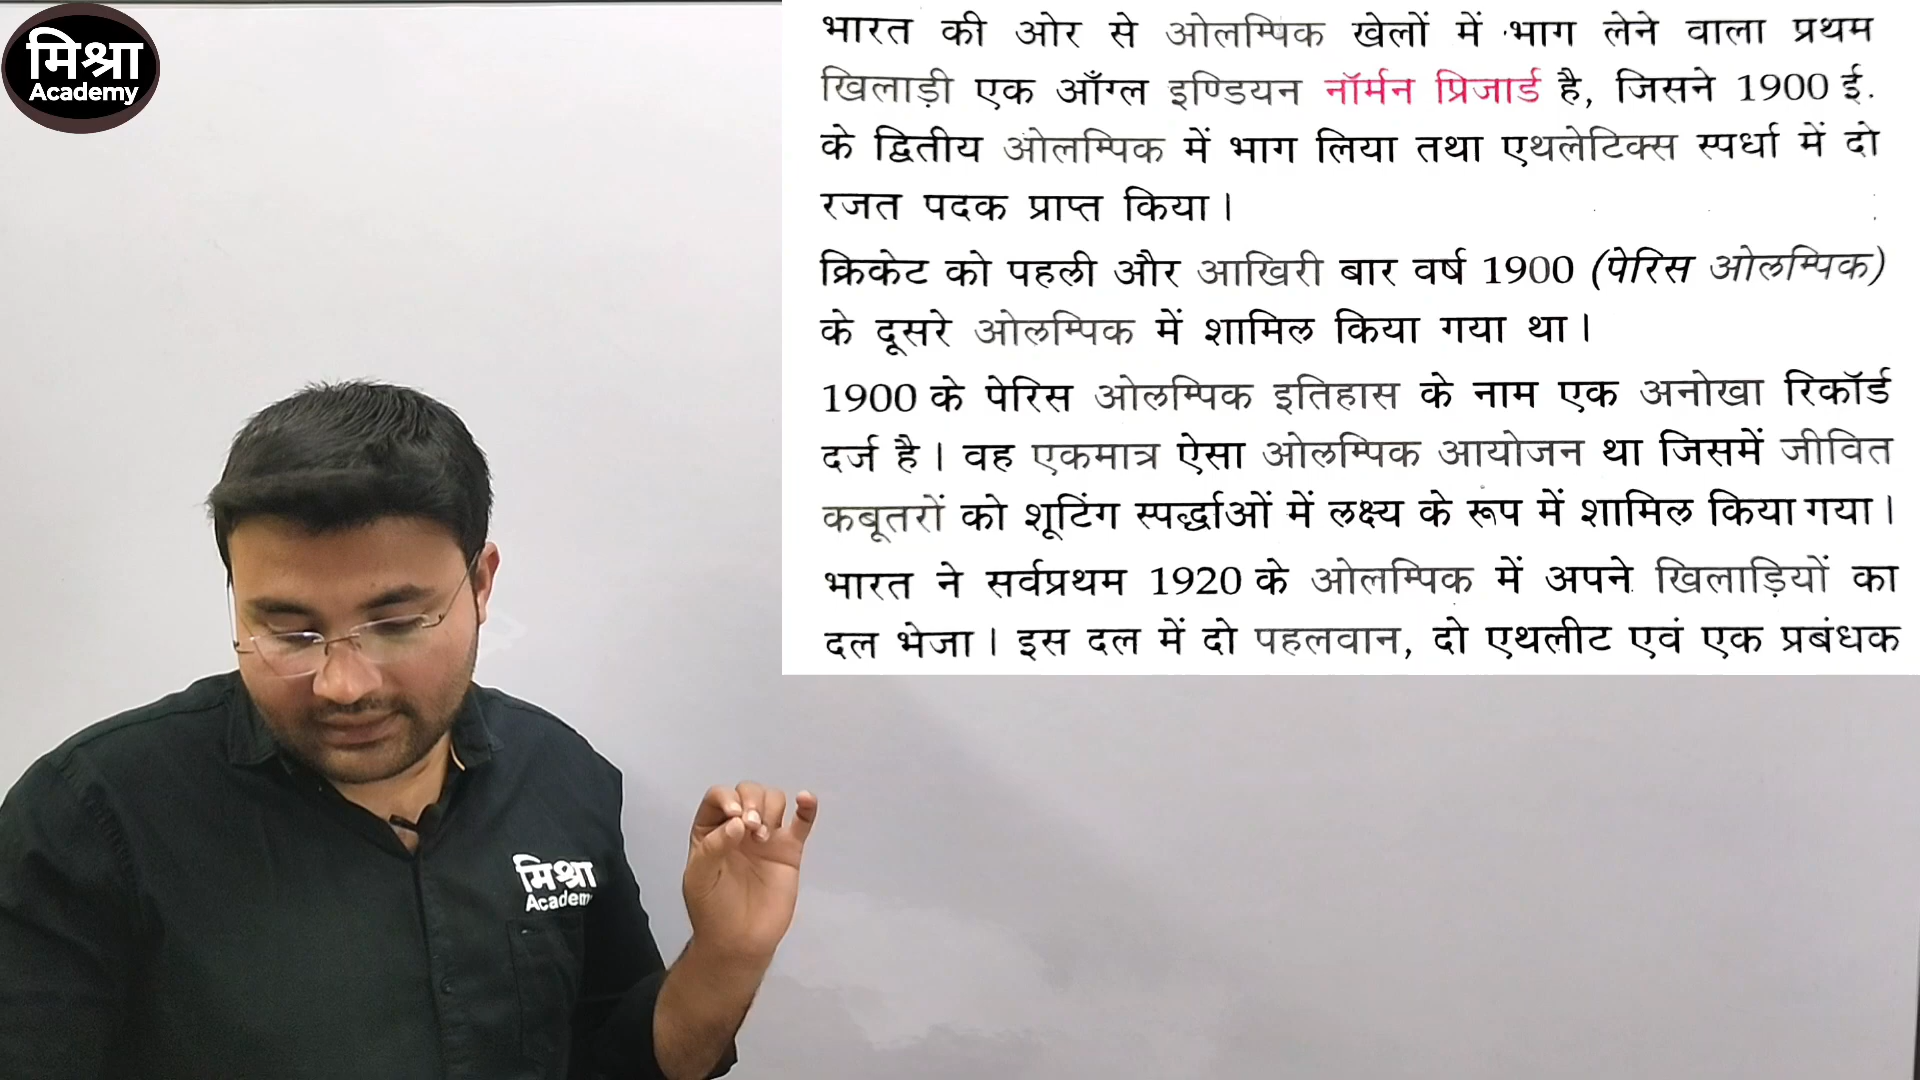 मिश्रा
Academy
भारत की ओर से ओलम्पिक खेलों में भाग लेने वाला प्रथम
खिलाड़ी एक आँग्ल इण्डियन नॉर्मन प्रिजार्ड है, जिसने 1900 ई.
के द्वितीय ओलम्पिक में भाग लिया तथा एथलेटिक्स स्पर्धा में दो
रजत पदक प्राप्त किया।
क्रिकेट को पहली और आखिरी बार वर्ष 1900 (पेरिस ओलम्पिक)
के दूसरे ओलम्पिक में शामिल किया गया था।
1900 के पेरिस ओलम्पिक इतिहास के नाम एक अनोखा रिकॉर्ड
दर्ज है। वह एकमात्र ऐसा ओलम्पिक आयोजन था जिसमें जीवित
कबूतरों को शूटिंग स्पर्द्धाओं में लक्ष्य के रूप में शामिल किया गया।
भारत ने सर्वप्रथम 1920 के ओलम्पिक में अपने खिलाड़ियों का
दल भेजा। इस दल में दो पहलवान, दो एथलीट एवं एक प्रबंधक
मिश्रा
Academy